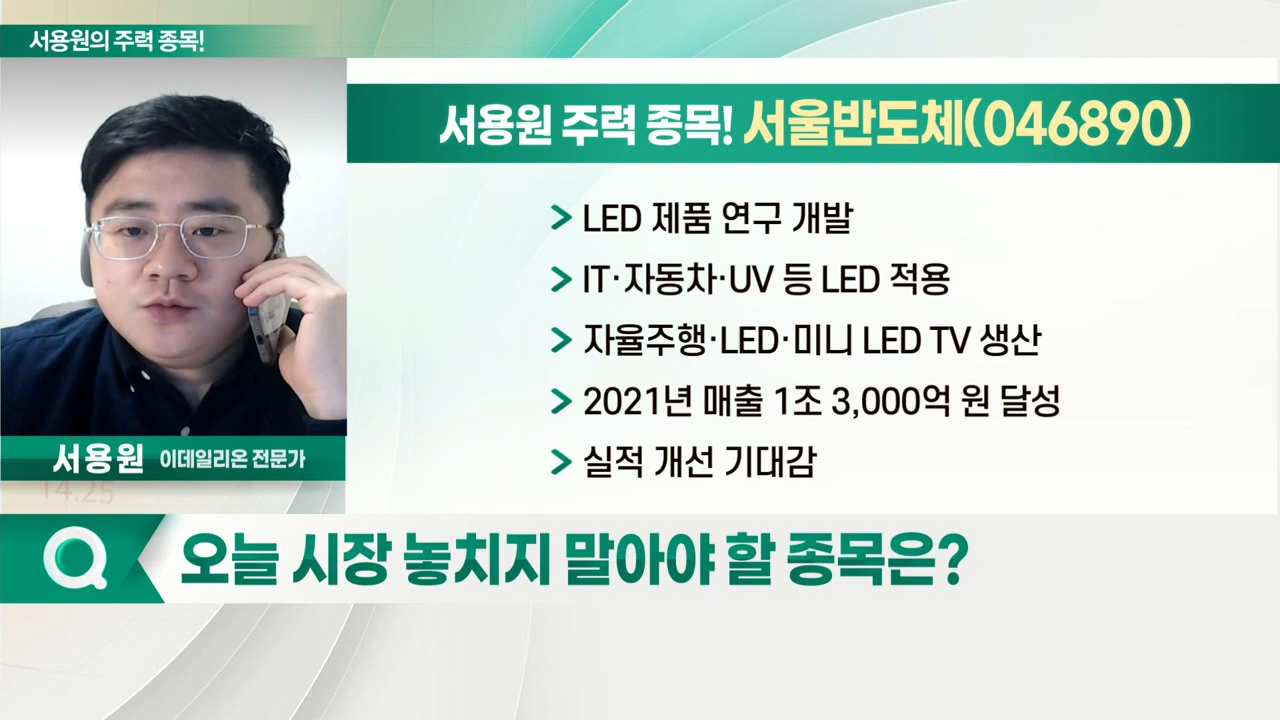 서용원의 주력 종목!
서용원 주력 종목! 서울반도체(046890)
> LED 제품 연구 개발
> IT·자동차·UV 등 LED 적용
> 자율주행·LED·미니 LED TV 생산
> 2021년 매출 1조 3,000억 원 달성
> 실적 개선 기대감
서용원 이데일리온 전문가
14:25
Q 오늘 시장 놓치지 말아야 할 종목은?